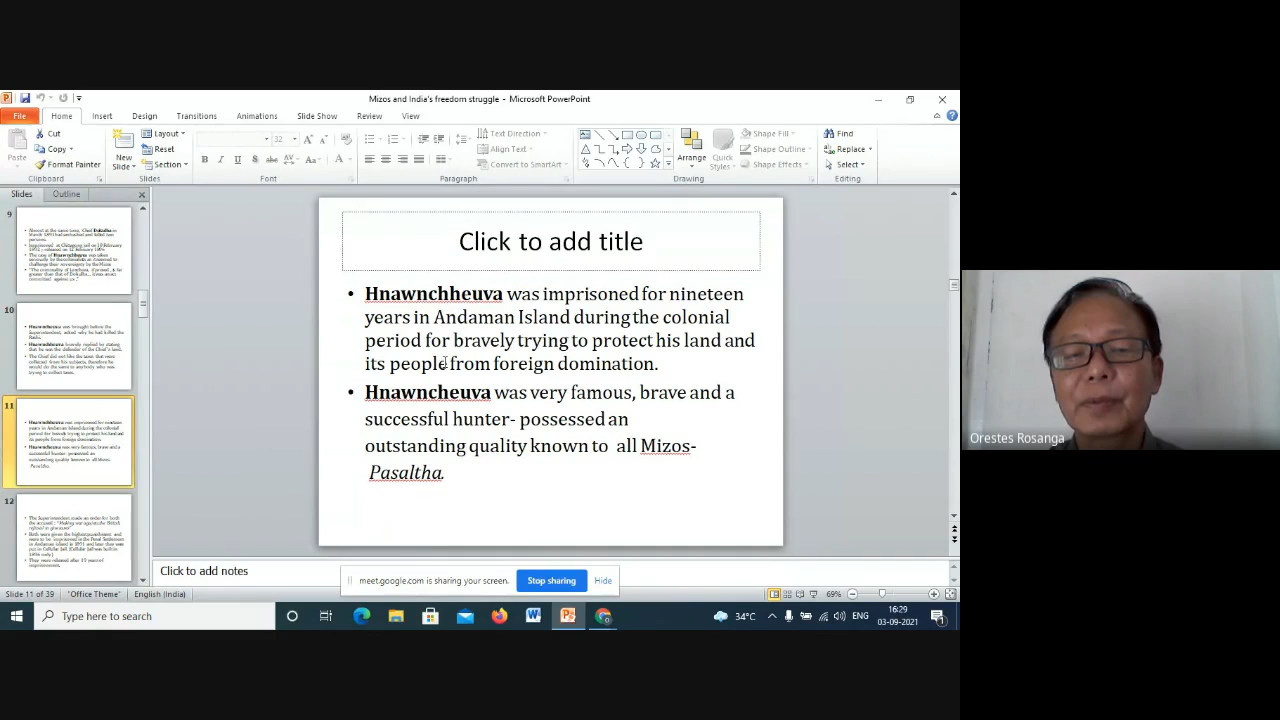 Mizos and India's freedom struggle - Microsoft PowerPoint
File Home Insert Design Transitions Animations Slide Show Review View
Cut
Copy
Format Painter
Paste
Clipboard
New
Slide
Layout
Reset
Section
Slides
32
Font
Text Direction
Align Text
Convert to SmartArt
Paragraph
Arrange
Quick
Styles
Shape Fill
Shape Outline
Shape Effects
Drawing
Find
Replace
Select
Editing
Slides Outline
9
10
11
12
Click to add title
• Hnawnchheuva was imprisoned for nineteen
years in Andaman Island during the colonial
period for bravely trying to protect his land and
its people from foreign domination.
• Hnawncheuva was very famous, brave and a
successful hunter- possessed an
outstanding quality known to all Mizos-
Pasaltha.
Click to add notes
meet.google.com is sharing your screen. Stop sharing Hide
Slide 11 of 39 "Office Theme" English (India) 69%
Type here to search
34°C ENG 16:29
03-09-2021
Orestes Rosanga